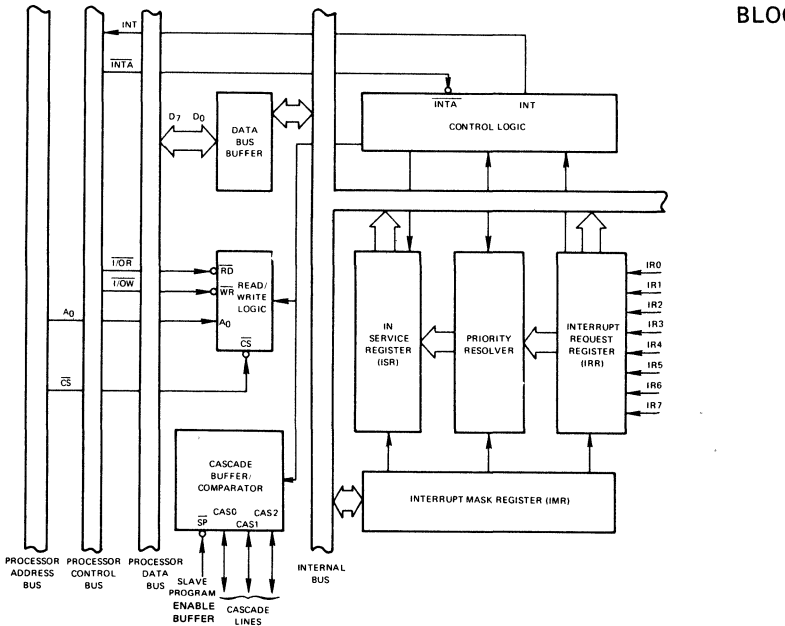 BLOC
INT
INTA
INTA
INT
CONTROL LOGIC
D7 D0
DATA
BUS
BUFFER
I/OR
RD
I/OW
WR
READ/
WRITE
LOGIC
A0
A0
CS
CS
IN
SERVICE
REGISTER
(ISR)
PRIORITY
RESOLVER
INTERRUPT
REQUEST
REGISTER
(IRR)
IR0
IR1
IR2
IR3
IR4
IR5
IR6
IR7
CASCADE
BUFFER/
COMPARATOR
SP
CAS0
CAS1
CAS2
INTERRUPT MASK REGISTER (IMR)
PROCESSOR
ADDRESS
BUS
PROCESSOR
CONTROL
BUS
PROCESSOR
DATA
BUS
SLAVE
PROGRAM
ENABLE
BUFFER
CASCADE
LINES
INTERNAL
BUS